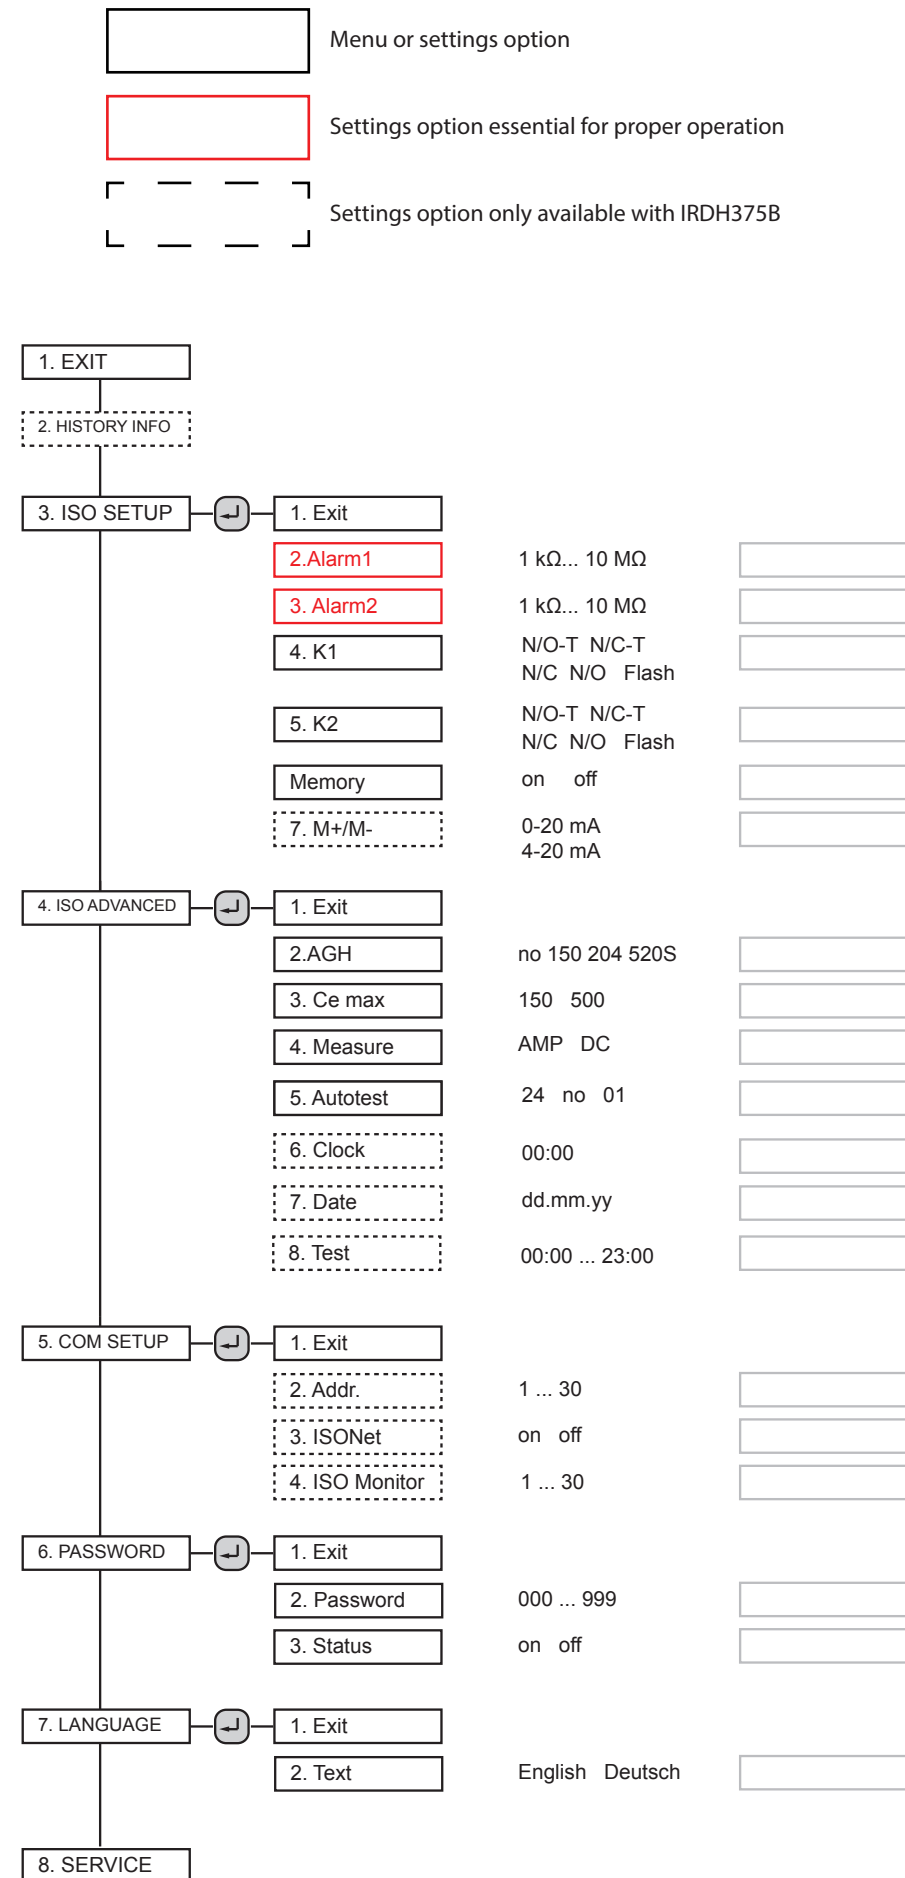 Menu or settings option
Settings option essential for proper operation
Settings option only available with IRDH375B
1. EXIT
2. HISTORY INFO
3. ISO SETUP
1. Exit
2.Alarm1
1 kΩ... 10 MΩ
3. Alarm2
1 kΩ... 10 MΩ
4. K1
N/O-T N/C-T
N/C N/O Flash
5. K2
N/O-T N/C-T
N/C N/O Flash
Memory
on off
7. M+/M-
0-20 mA
4-20 mA
4. ISO ADVANCED
1. Exit
2.AGH
no 150 204 520S
3. Ce max
150 500
4. Measure
AMP DC
5. Autotest
24 no 01
6. Clock
00:00
7. Date
dd.mm.yy
8. Test
00:00 ... 23:00
5. COM SETUP
1. Exit
2. Addr.
1 ... 30
3. ISONet
on off
4. ISO Monitor
1 ... 30
6. PASSWORD
1. Exit
2. Password
000 ... 999
3. Status
on off
7. LANGUAGE
1. Exit
2. Text
English Deutsch
8. SERVICE